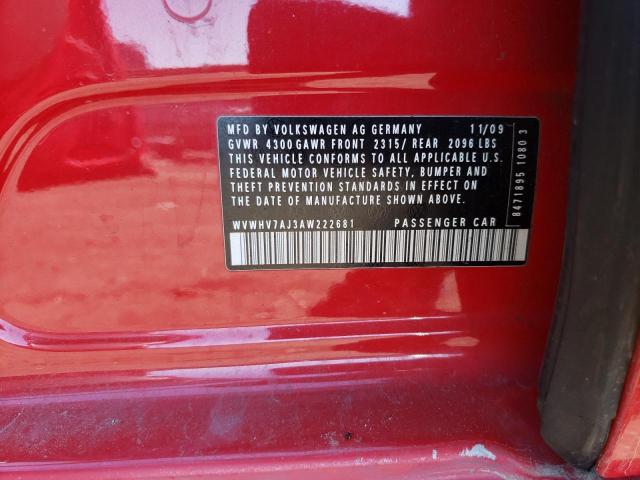 MFD BY VOLKSWAGEN AG GERMANY 11/09
GVWR 4300 GAWR FRONT 2315/ REAR 2096 LBS
THIS VEHICLE CONFORMS TO ALL APPLICABLE U.S.
FEDERAL MOTOR VEHICLE SAFETY, BUMPER AND
THEFT PREVENTION STANDARDS IN EFFECT ON
THE DATE OF MANUFACTURE SHOWN ABOVE.
WVWHV7AJ3AW222681 PASSENGER CAR
8471895 1080 3